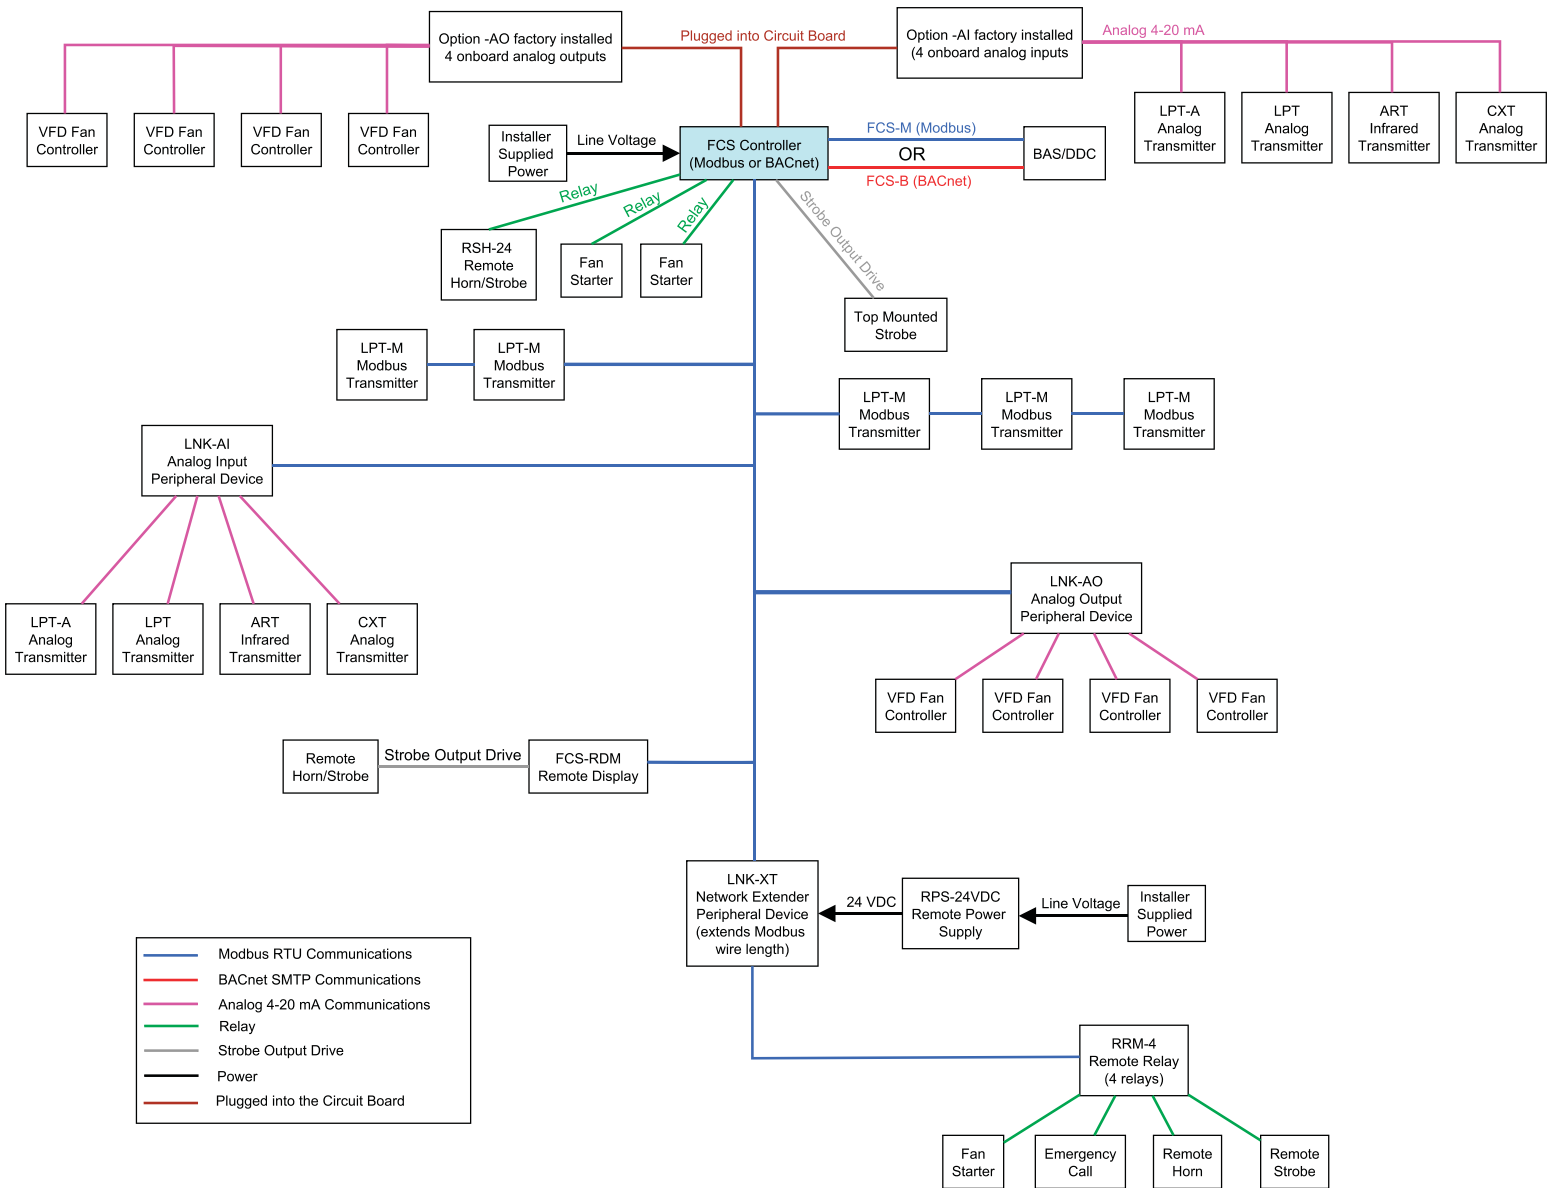 Option -AO factory installed
4 onboard analog outputs
Plugged into Circuit Board
Option -AI factory installed
(4 onboard analog inputs
Analog 4-20 mA
VFD Fan
Controller
VFD Fan
Controller
VFD Fan
Controller
VFD Fan
Controller
LPT-A
Analog
Transmitter
LPT
Analog
Transmitter
ART
Infrared
Transmitter
CXT
Analog
Transmitter
Installer
Supplied
Power
Line Voltage
FCS Controller
(Modbus or BACnet)
FCS-M (Modbus)
OR
FCS-B (BACnet)
BAS/DDC
Relay
Relay
Relay
Strobe Output Drive
RSH-24
Remote
Horn/Strobe
Fan
Starter
Fan
Starter
Top Mounted
Strobe
LPT-M
Modbus
Transmitter
LPT-M
Modbus
Transmitter
LPT-M
Modbus
Transmitter
LPT-M
Modbus
Transmitter
LPT-M
Modbus
Transmitter
LNK-AI
Analog Input
Peripheral Device
LPT-A
Analog
Transmitter
LPT
Analog
Transmitter
ART
Infrared
Transmitter
CXT
Analog
Transmitter
LNK-AO
Analog Output
Peripheral Device
VFD Fan
Controller
VFD Fan
Controller
VFD Fan
Controller
VFD Fan
Controller
Remote
Horn/Strobe
Strobe Output Drive
FCS-RDM
Remote Display
LNK-XT
Network Extender
Peripheral Device
(extends Modbus
wire length)
24 VDC
RPS-24VDC
Remote Power
Supply
Line Voltage
Installer
Supplied
Power
Modbus RTU Communications
BACnet SMTP Communications
Analog 4-20 mA Communications
Relay
Strobe Output Drive
Power
Plugged into the Circuit Board
RRM-4
Remote Relay
(4 relays)
Fan
Starter
Emergency
Call
Remote
Horn
Remote
Strobe